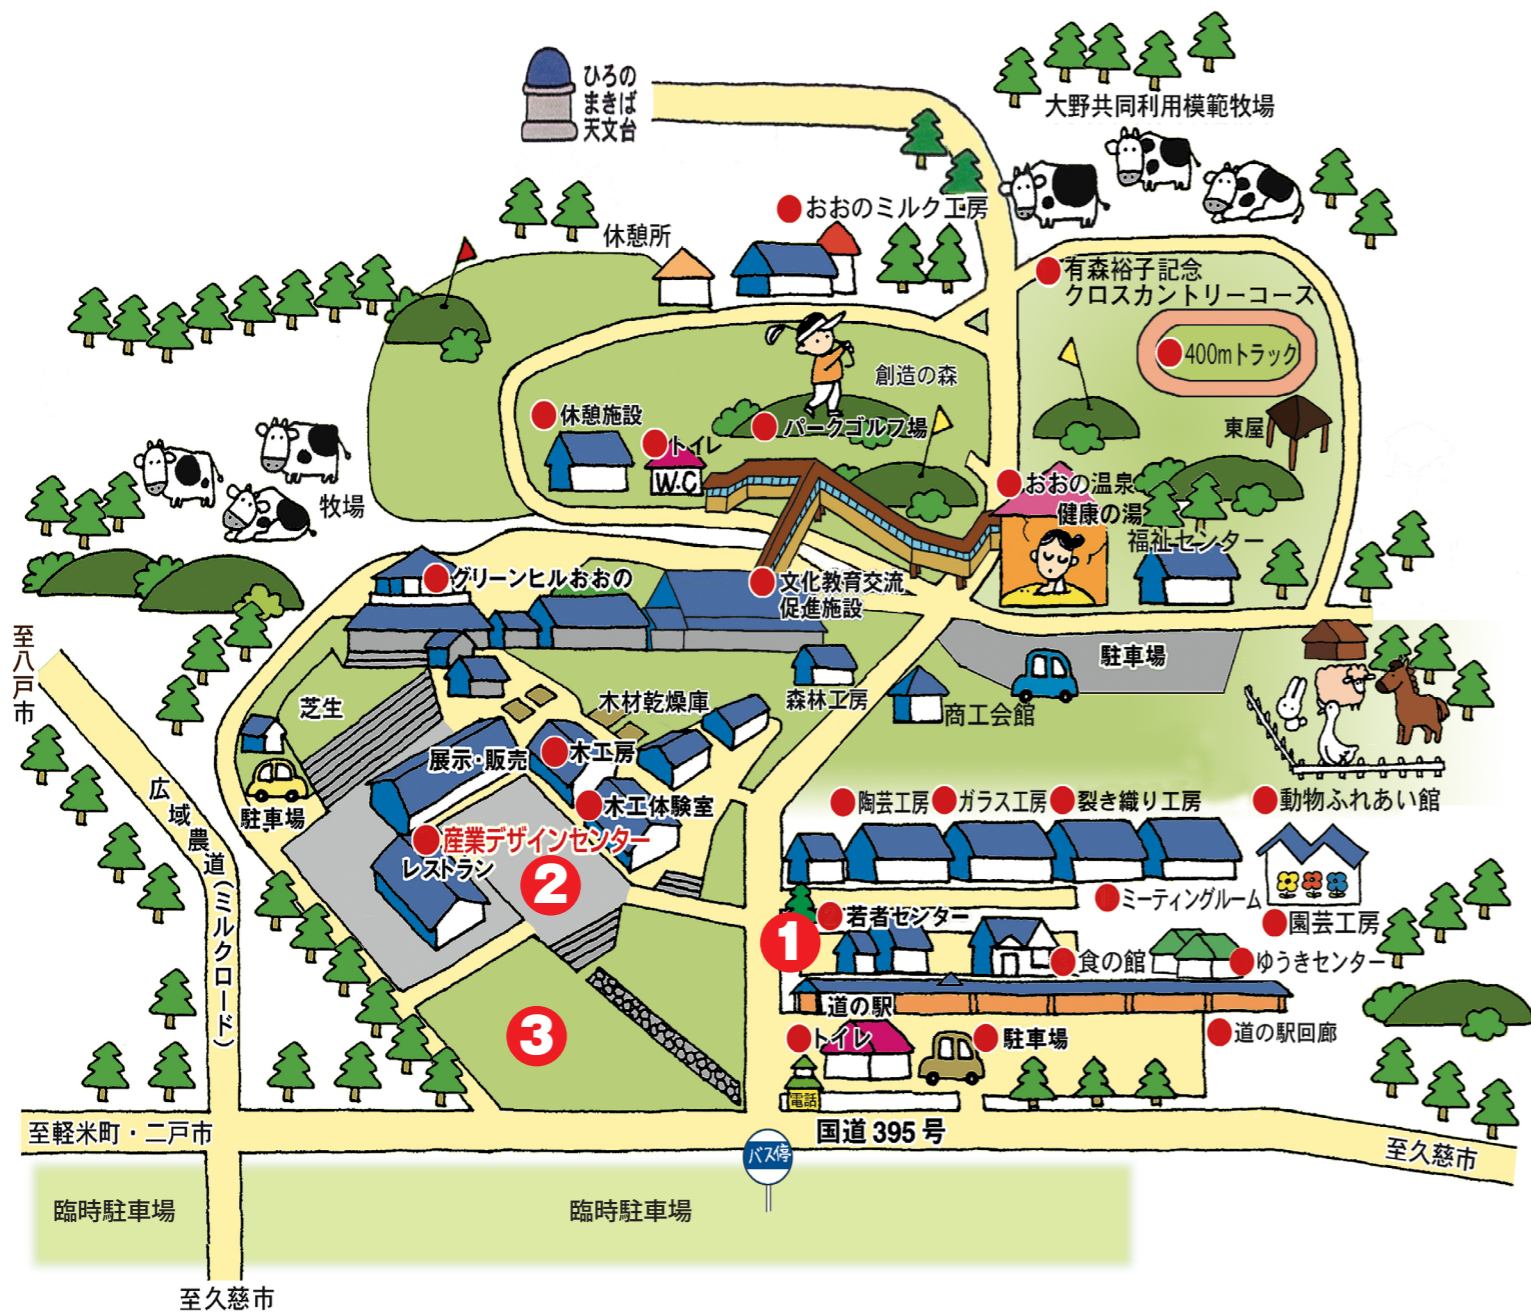 ひろの
まきば
天文台
大野共同利用模範牧場
おおのミルク工房
休憩所
有森裕子記念
クロスカントリーコース
400mトラック
創造の森
休憩施設
トイレ
W.C
パークゴルフ場
東屋
おおの温泉
健康の湯
福祉センター
牧場
グリーンヒルおおの
文化教育交流
促進施設
至八戸市
芝生
木材乾燥庫
森林工房
商工会館
駐車場
展示・販売
木工房
木工体験室
駐車場
産業デザインセンター
レストラン
広域農道(ミルクロード)
陶芸工房
ガラス工房
裂き織り工房
動物ふれあい館
2
ミーティングルーム
園芸工房
1
若者センター
食の館
ゆうきセンター
道の駅
3
トイレ
駐車場
道の駅回廊
電話
至軽米町・二戸市
国道 395 号
バス停
至久慈市
臨時駐車場
臨時駐車場
至久慈市